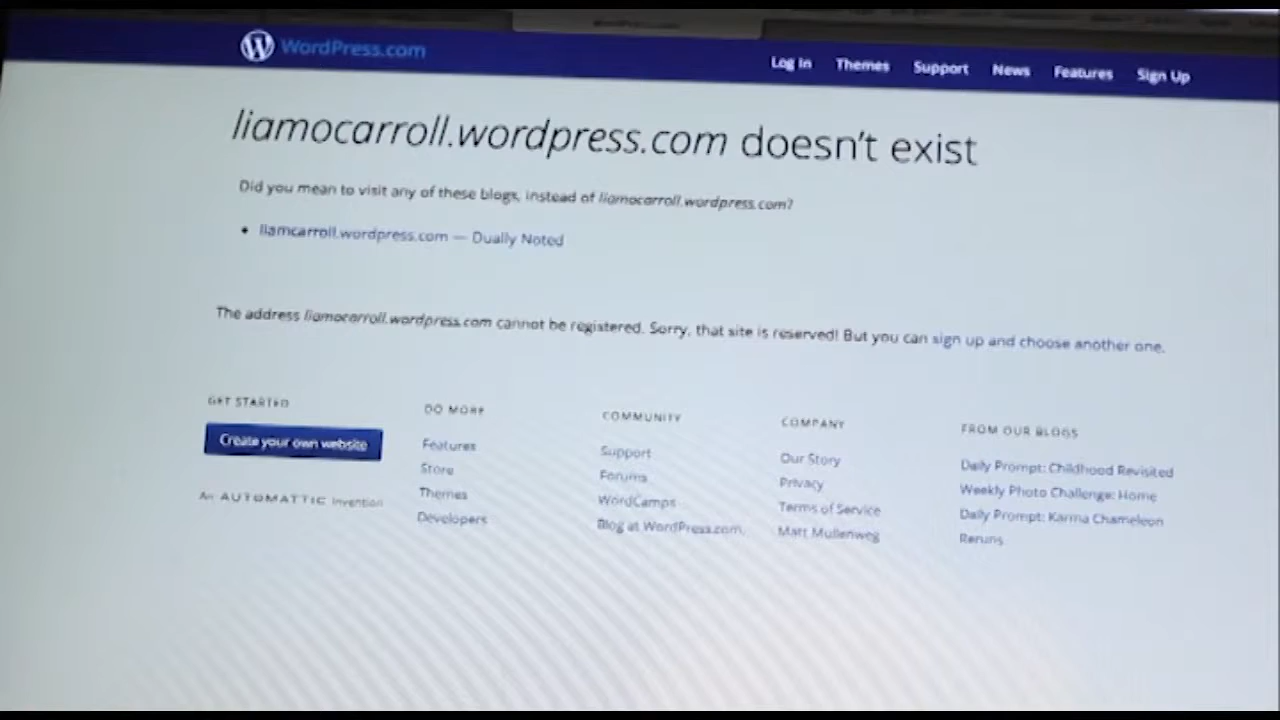 WordPress.com
Log In Themes Support News Features Sign Up
liamocarroll.wordpress.com doesn't exist
Did you mean to visit any of these blogs, instead of liamocarroll.wordpress.com?
• liamcarroll.wordpress.com — Dually Noted
The address liamocarroll.wordpress.com cannot be registered. Sorry, that site is reserved! But you can sign up and choose another one.
GET STARTED
Create your own website
An AUTOMATTIC Invention
DO MORE
Features
Store
Themes
Developers
COMMUNITY
Support
Forums
WordCamps
Blog at WordPress.com.
COMPANY
Our Story
Privacy
Terms of Service
Matt Mullenweg
FROM OUR BLOGS
Daily Prompt: Childhood Revisited
Weekly Photo Challenge: Home
Daily Prompt: Karma Chameleon
Reruns